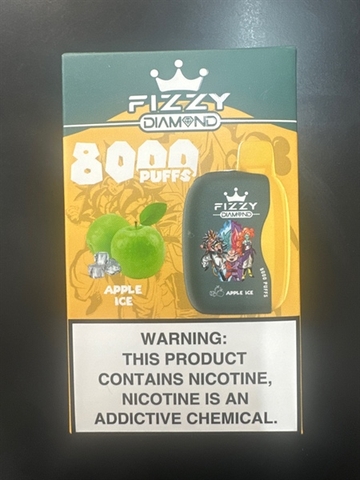 FIZZY
DIAMOND
8000
PUFFS
APPLE
ICE
FIZZY
DIAMOND
APPLE ICE
8000 PUFFS
WARNING:
THIS PRODUCT
CONTAINS NICOTINE,
NICOTINE IS AN
ADDICTIVE CHEMICAL.